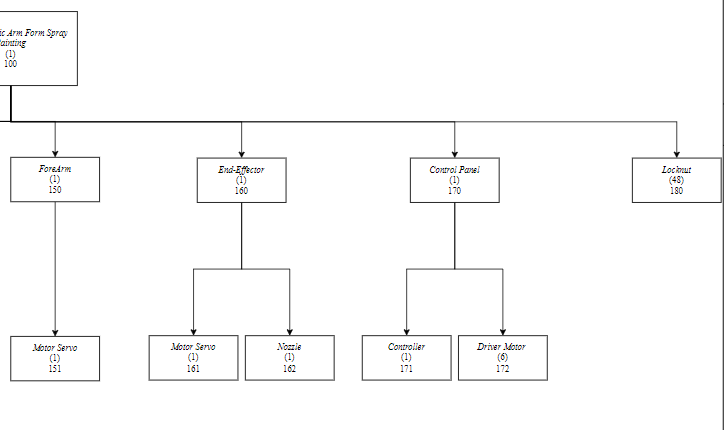 Arm Form Spray
(1)
100
ForeArm
(1)
150
End-Effector
(1)
160
Control Panel
(1)
170
Locknut
(48)
180
Motor Servo
(1)
151
Motor Servo
(1)
161
Nozzle
(1)
162
Controller
(1)
171
Driver Motor
(6)
172